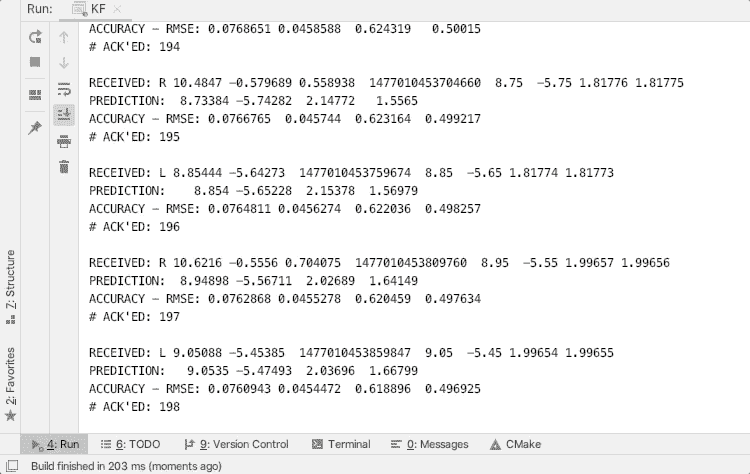 Run: KF
ACCURACY – RMSE: 0.0768651 0.0458588  0.624319   0.50015
# ACK'ED: 194
RECEIVED: R 10.4847 –0.579689 0.558938  1477010453704660  8.75  –5.75 1.81776 1.81775
PREDICTION:  8.73384 –5.74282  2.14772   1.5565
ACCURACY – RMSE: 0.0766765  0.045744  0.623164  0.499217
# ACK'ED: 195
RECEIVED: L 8.85444 –5.64273  1477010453759674  8.85  –5.65 1.81774 1.81773
PREDICTION:    8.854 –5.65228  2.15378  1.56979
ACCURACY – RMSE: 0.0764811 0.0456274  0.622036  0.498257
# ACK'ED: 196
RECEIVED: R 10.6216 –0.5556 0.704075  1477010453809760  8.95  –5.55 1.99657 1.99656
PREDICTION:  8.94898 –5.56711  2.02689  1.64149
ACCURACY – RMSE: 0.0762868 0.0455278  0.620459  0.497634
# ACK'ED: 197
RECEIVED: L 9.05088 –5.45385  1477010453859847  9.05  –5.45 1.99654 1.99655
PREDICTION:   9.0535 –5.47493  2.03696  1.66799
ACCURACY – RMSE: 0.0760943 0.0454472  0.618896  0.496925
# ACK'ED: 198
7: Structure
2: Favorites
4: Run  6: TODO  9: Version Control  Terminal  0: Messages  CMake
Build finished in 203 ms (moments ago)